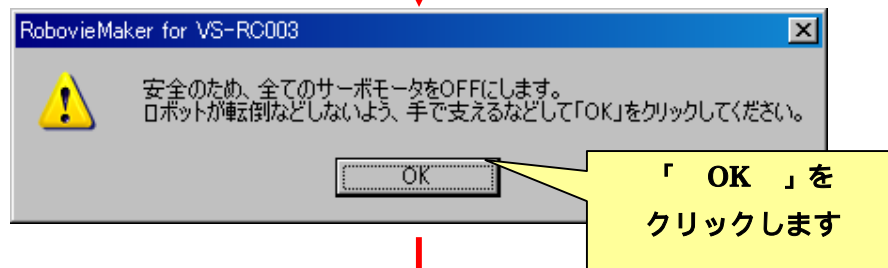 RobovieMaker for VS-RC003
安全のため、全てのサーボモータをOFFにします。
ロボットが転倒などしないよう、手で支えるなどして「OK」をクリックしてください。
OK
「 OK 」を
クリックします